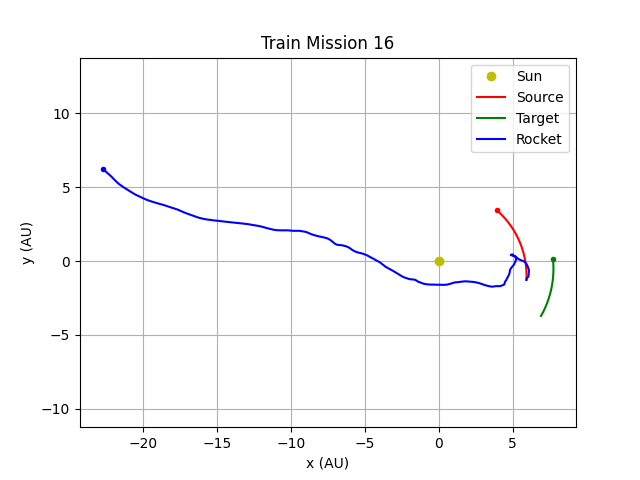 Train Mission 16
Sun
Source
Target
Rocket
10
5
0
−5
−10
y (AU)
−20
−15
−10
−5
0
5
x (AU)